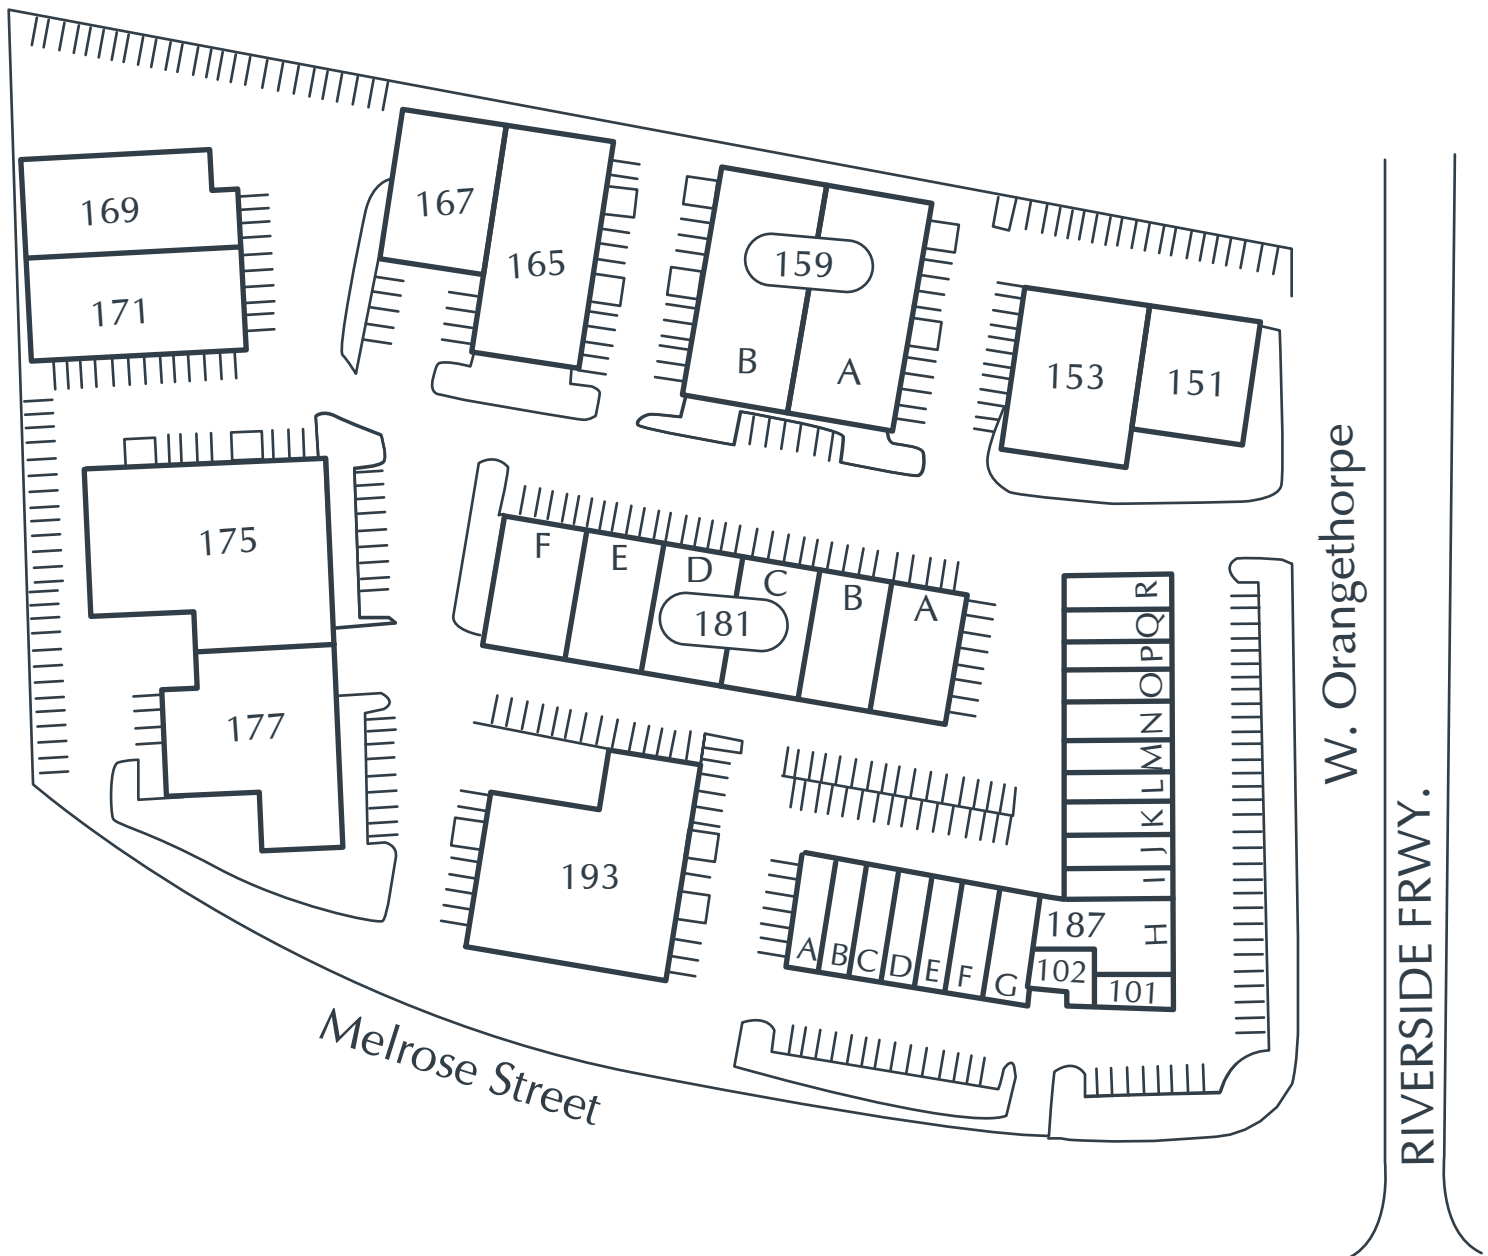 169
171
167
165
159
B
A
153
151
175
177
F
E
D
C
B
A
181
193
R
Q
P
O
N
M
L
K
J
I
H
187
102
101
A
B
C
D
E
F
G
Melrose Street
W. Orangethorpe
RIVERSIDE FRWY.